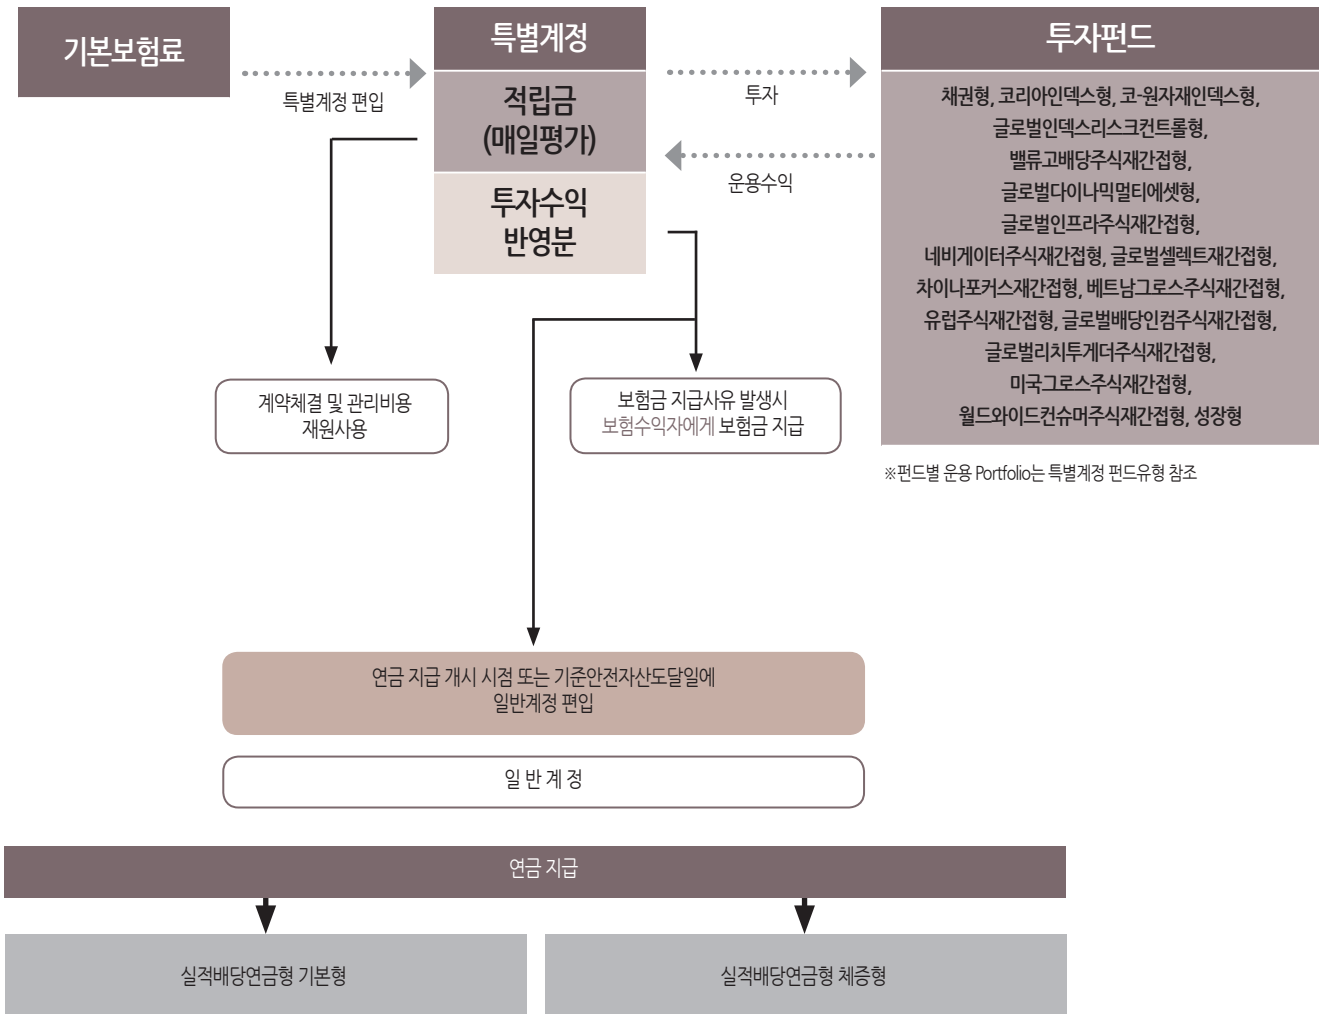 기본보험료
특별계정 편입
특별계정
적립금
(매일평가)
투자수익
반영분
투자
운용수익
투자펀드
채권형, 코리아인덱스형, 코-원자재인덱스형,
글로벌인덱스리스크컨트롤형,
밸류고배당주식재간접형,
글로벌다이나믹멀티에셋형,
글로벌인프라주식재간접형,
네비게이터주식재간접형, 글로벌셀렉트재간접형,
차이나포커스재간접형, 베트남그로스주식재간접형,
유럽주식재간접형, 글로벌배당인컴주식재간접형,
글로벌리치투게더주식재간접형,
미국그로스주식재간접형,
월드와이드컨슈머주식재간접형, 성장형
※펀드별 운용 Portfolio는 특별계정 펀드유형 참조
계약체결 및 관리비용
재원사용
보험금 지급사유 발생시
보험수익자에게 보험금 지급
연금 지급 개시 시점 또는 기준안전자산도달일에
일반계정 편입
일 반 계 정
연금 지급
실적배당연금형 기본형
실적배당연금형 체증형